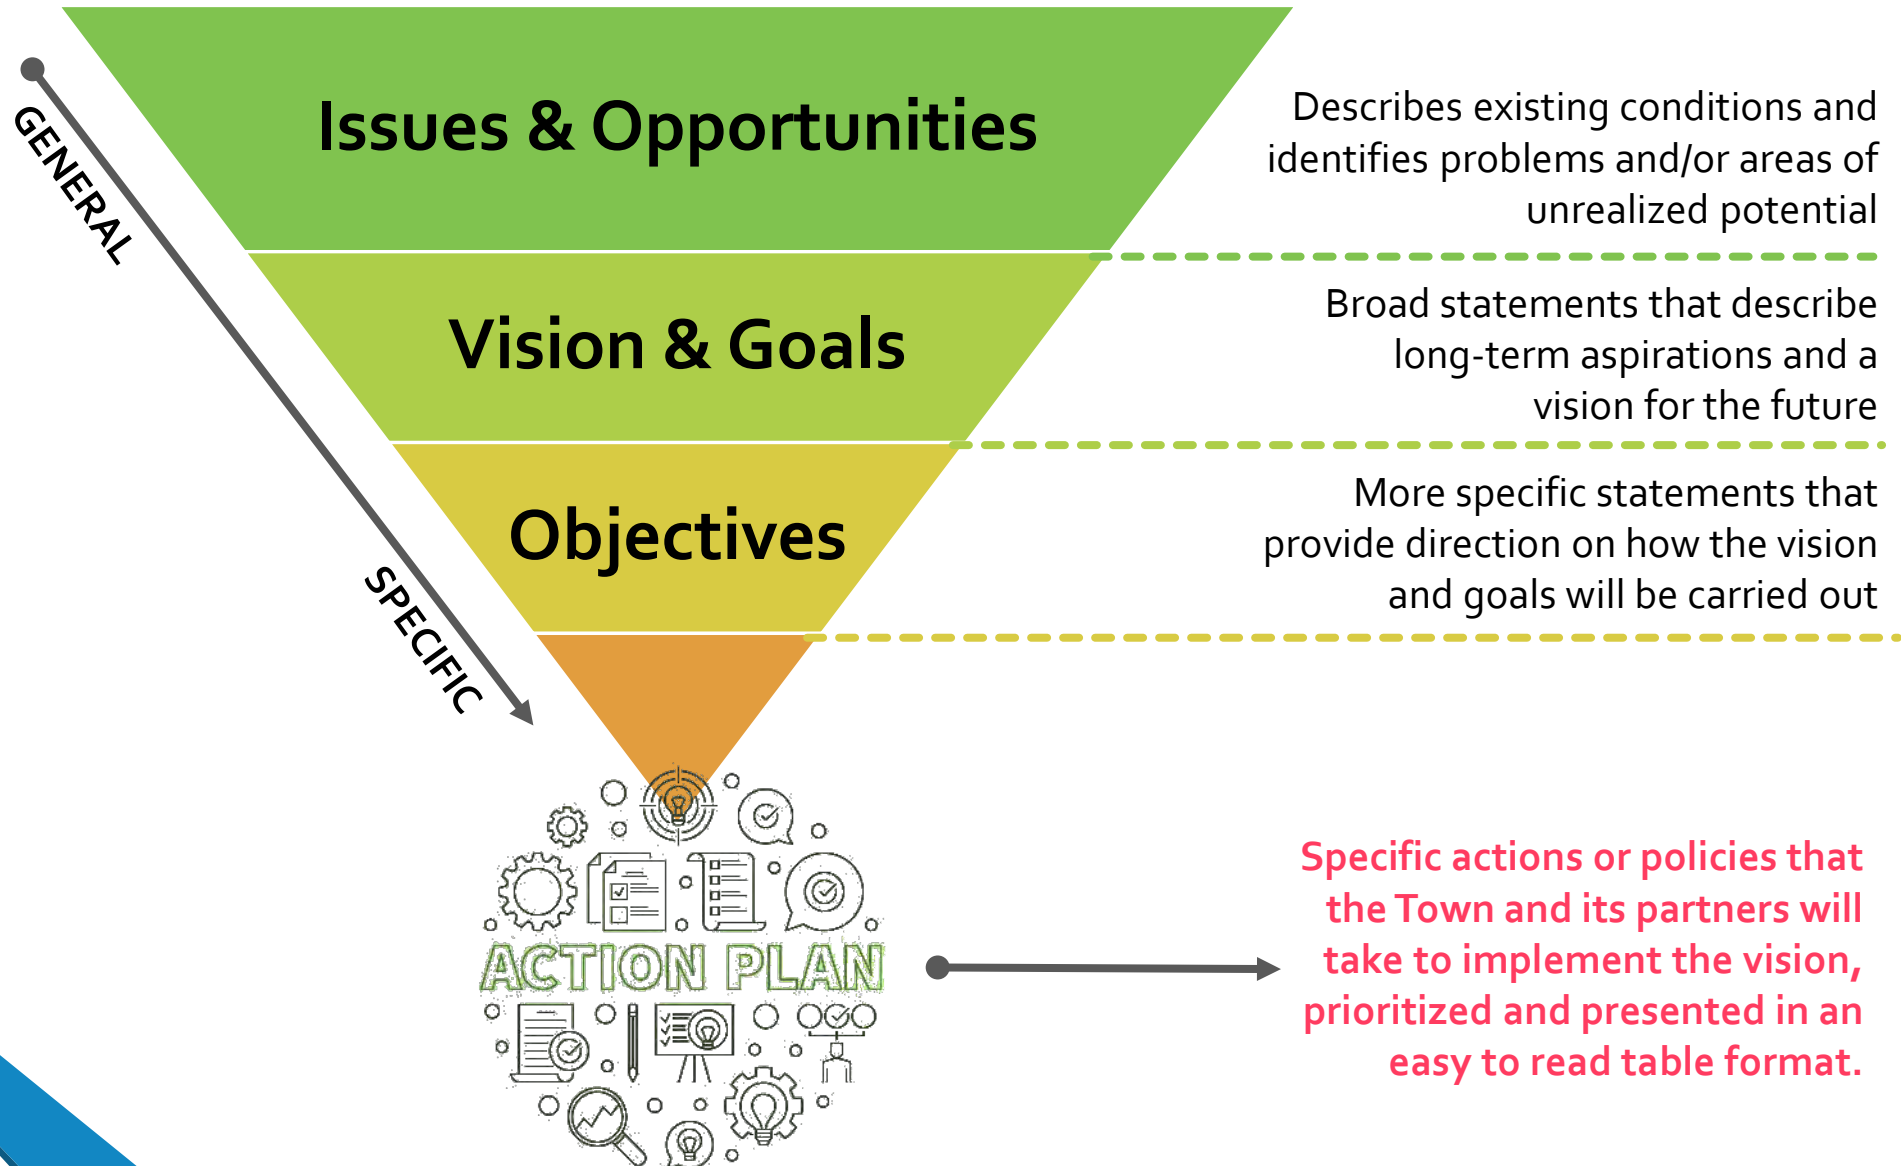 GENERAL
SPECIFIC
Issues & Opportunities
Describes existing conditions and
identifies problems and/or areas of
unrealized potential
Vision & Goals
Broad statements that describe
long-term aspirations and a
vision for the future
Objectives
More specific statements that
provide direction on how the vision
and goals will be carried out
ACTION PLAN
Specific actions or policies that
the Town and its partners will
take to implement the vision,
prioritized and presented in an
easy to read table format.